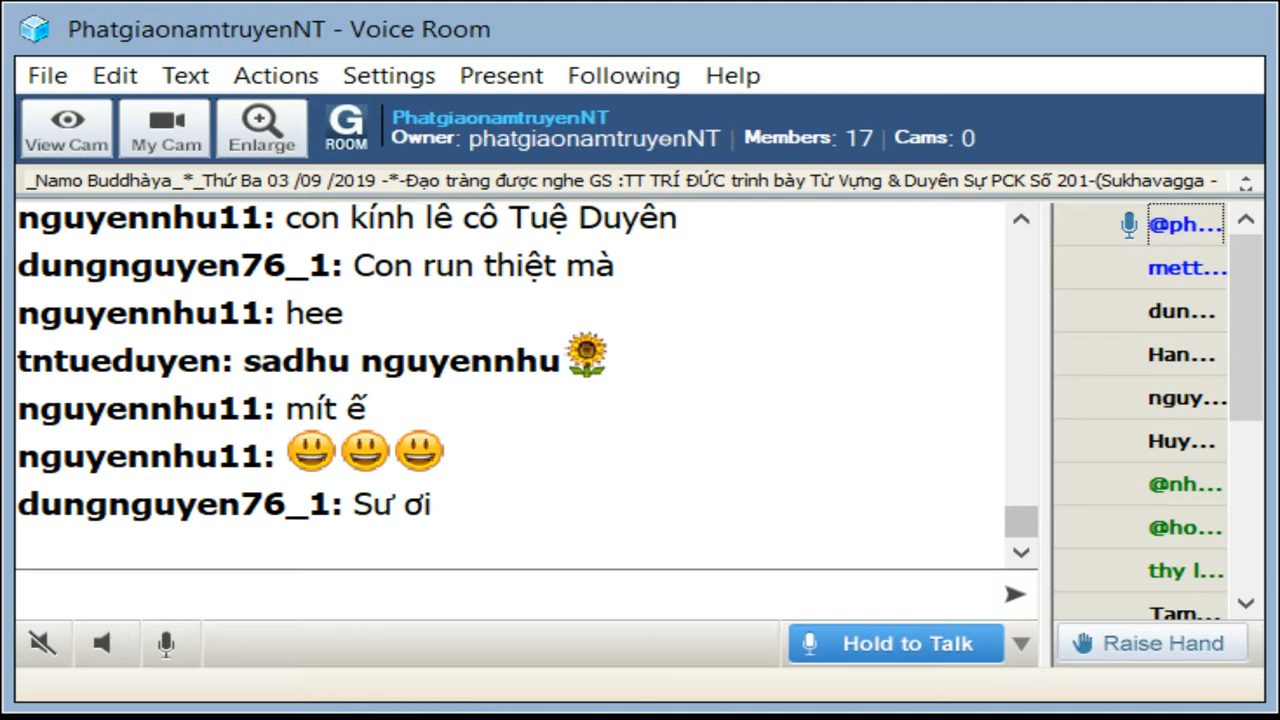 PhatgiaonamtruyenNT - Voice Room
File Edit Text Actions Settings Present Following Help
View Cam My Cam Enlarge G ROOM
PhatgiaonamtruyenNT
Owner: phatgiaonamtruyenNT | Members: 17 | Cams: 0
_Namo Buddhàya_*_Thứ Ba 03 /09 /2019 -*-Đạo tràng được nghe GS :TT TRÍ ĐỨC trình bày Từ Vựng & Duyên Sự PCK Số 201-(Sukhavagga -
nguyennhu11: con kính lê cô Tuệ Duyên
dungnguyen76_1: Con run thiệt mà
nguyennhu11: hee
tntueduyen: sadhu nguyennhu
nguyennhu11: mít ế
nguyennhu11:
dungnguyen76_1: Sư ơi
@ph...
mett...
dun...
Han...
nguy...
Huy...
@nh...
@ho...
thy l...
Tam...
Hold to Talk
Raise Hand